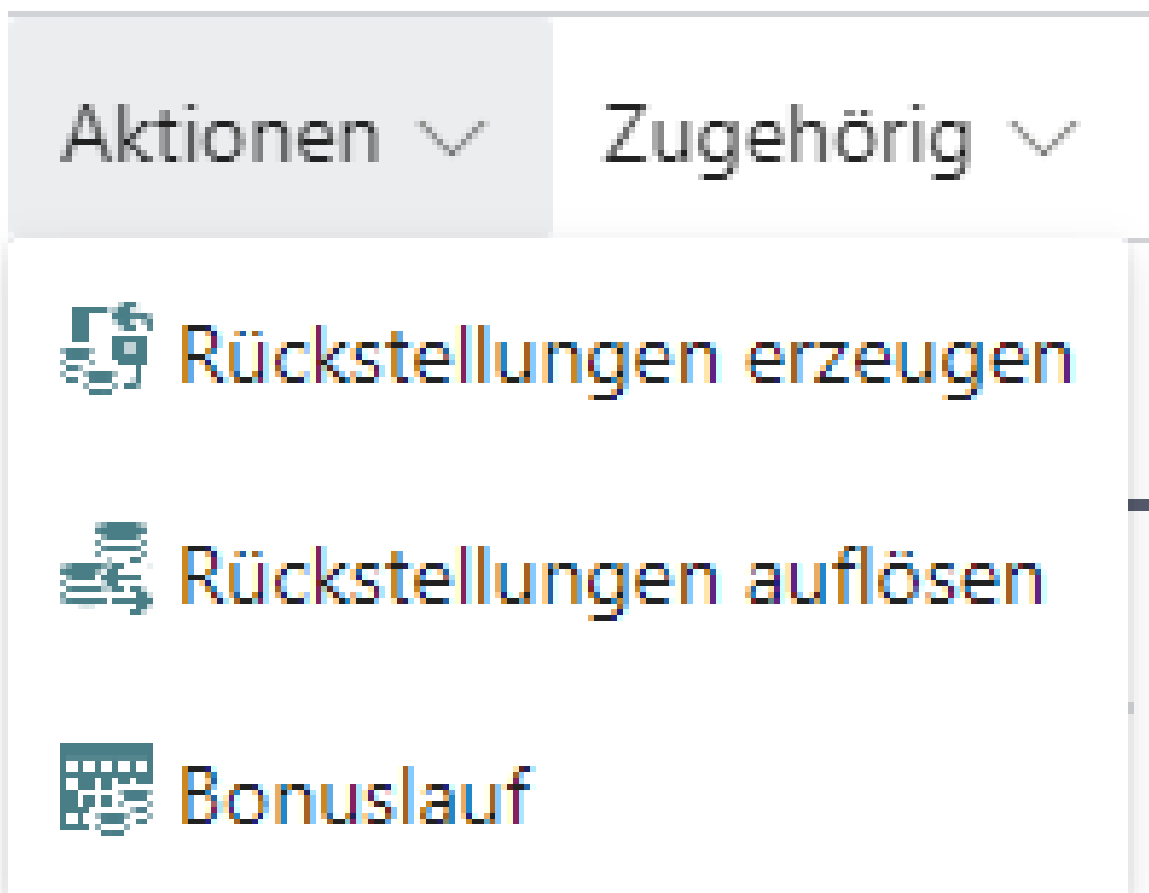 Aktionen Zugehörig
Rückstellungen erzeugen
Rückstellungen auflösen
Bonuslauf